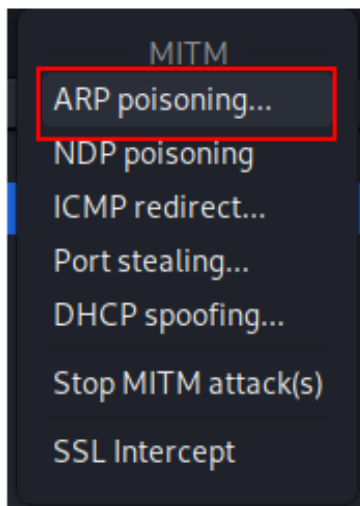 MITM
ARP poisoning...
NDP poisoning
ICMP redirect...
Port stealing...
DHCP spoofing...
Stop MITM attack(s)
SSL Intercept